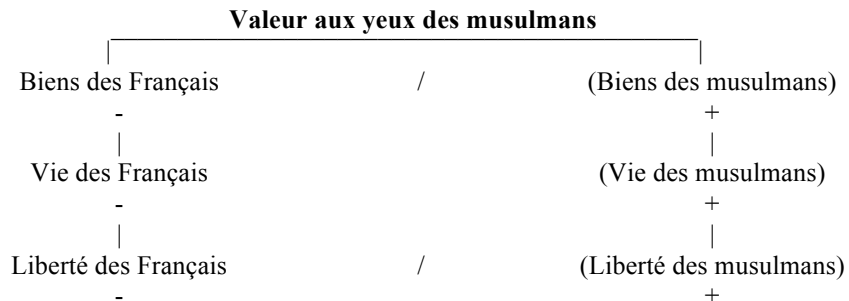 Valeur aux yeux des musulmans
Biens des Français / (Biens des musulmans)
- +
Vie des Français (Vie des musulmans)
- +
Liberté des Français / (Liberté des musulmans)
- +